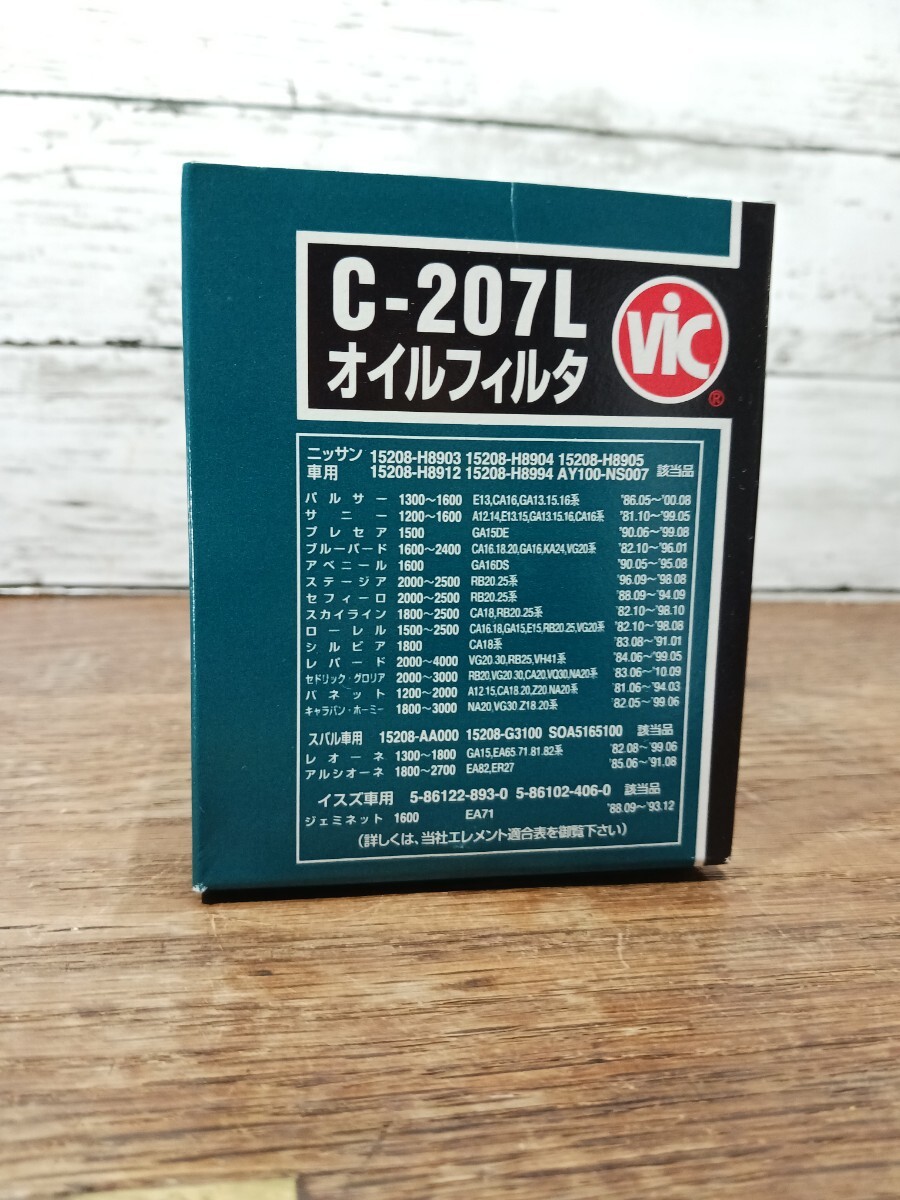 C-207L
オイルフィルタ
ViC
®
ニッサン車用 15208-H8903 15208-H8904 15208-H8905
15208-H8912 15208-H8994 AY100-NS007 該当品
パルサー 1300～1600 E13,CA16,GA13.15.16系 '86.05～'00.08
サニー 1200～1600 A12.14,E13.15,GA13.15.16,CA16系 '81.10～'99.05
プレセア 1500 GA15DE '90.06～'99.08
ブルーバード 1600～2400 CA16.18.20,GA16,KA24,VG20系 '82.10～'96.01
アベニール 1600 GA16DS '90.05～'95.08
ステージア 2000～2500 RB20.25系 '96.09～'98.08
セフィーロ 2000～2500 RB20.25系 '88.09～'94.09
スカイライン 1800～2500 CA18,RB20.25系 '82.10～'98.10
ローレル 1500～2500 CA16.18,GA15,E15,RB20.25,VG20系 '82.10～'98.08
シルビア 1800 CA18系 '83.08～'91.01
レパード 2000～4000 VG20.30,RB25,VH41系 '84.06～'99.05
セドリック・グロリア 2000～3000 RB20,VG20.30,CA20,VQ30,NA20系 '83.06～'10.09
バネット 1200～2000 A12.15,CA18.20,Z20.NA20系 '81.06～'94.03
キャラバン・ホーミー 1800～3000 NA20,VG30.Z18.20系 '82.05～'99.06
スバル車用 15208-AA000 15208-G3100 SOA5165100 該当品
レオーネ 1300～1800 GA15,EA65.71.81.82系 '82.08～'99.06
アルシオーネ 1800～2700 EA82,ER27 '85.06～'91.08
イスズ車用 5-86122-893-0 5-86102-406-0 該当品
ジェミネット 1600 EA71 '88.09～'93.12
(詳しくは、当社エレメント適合表を御覧下さい)